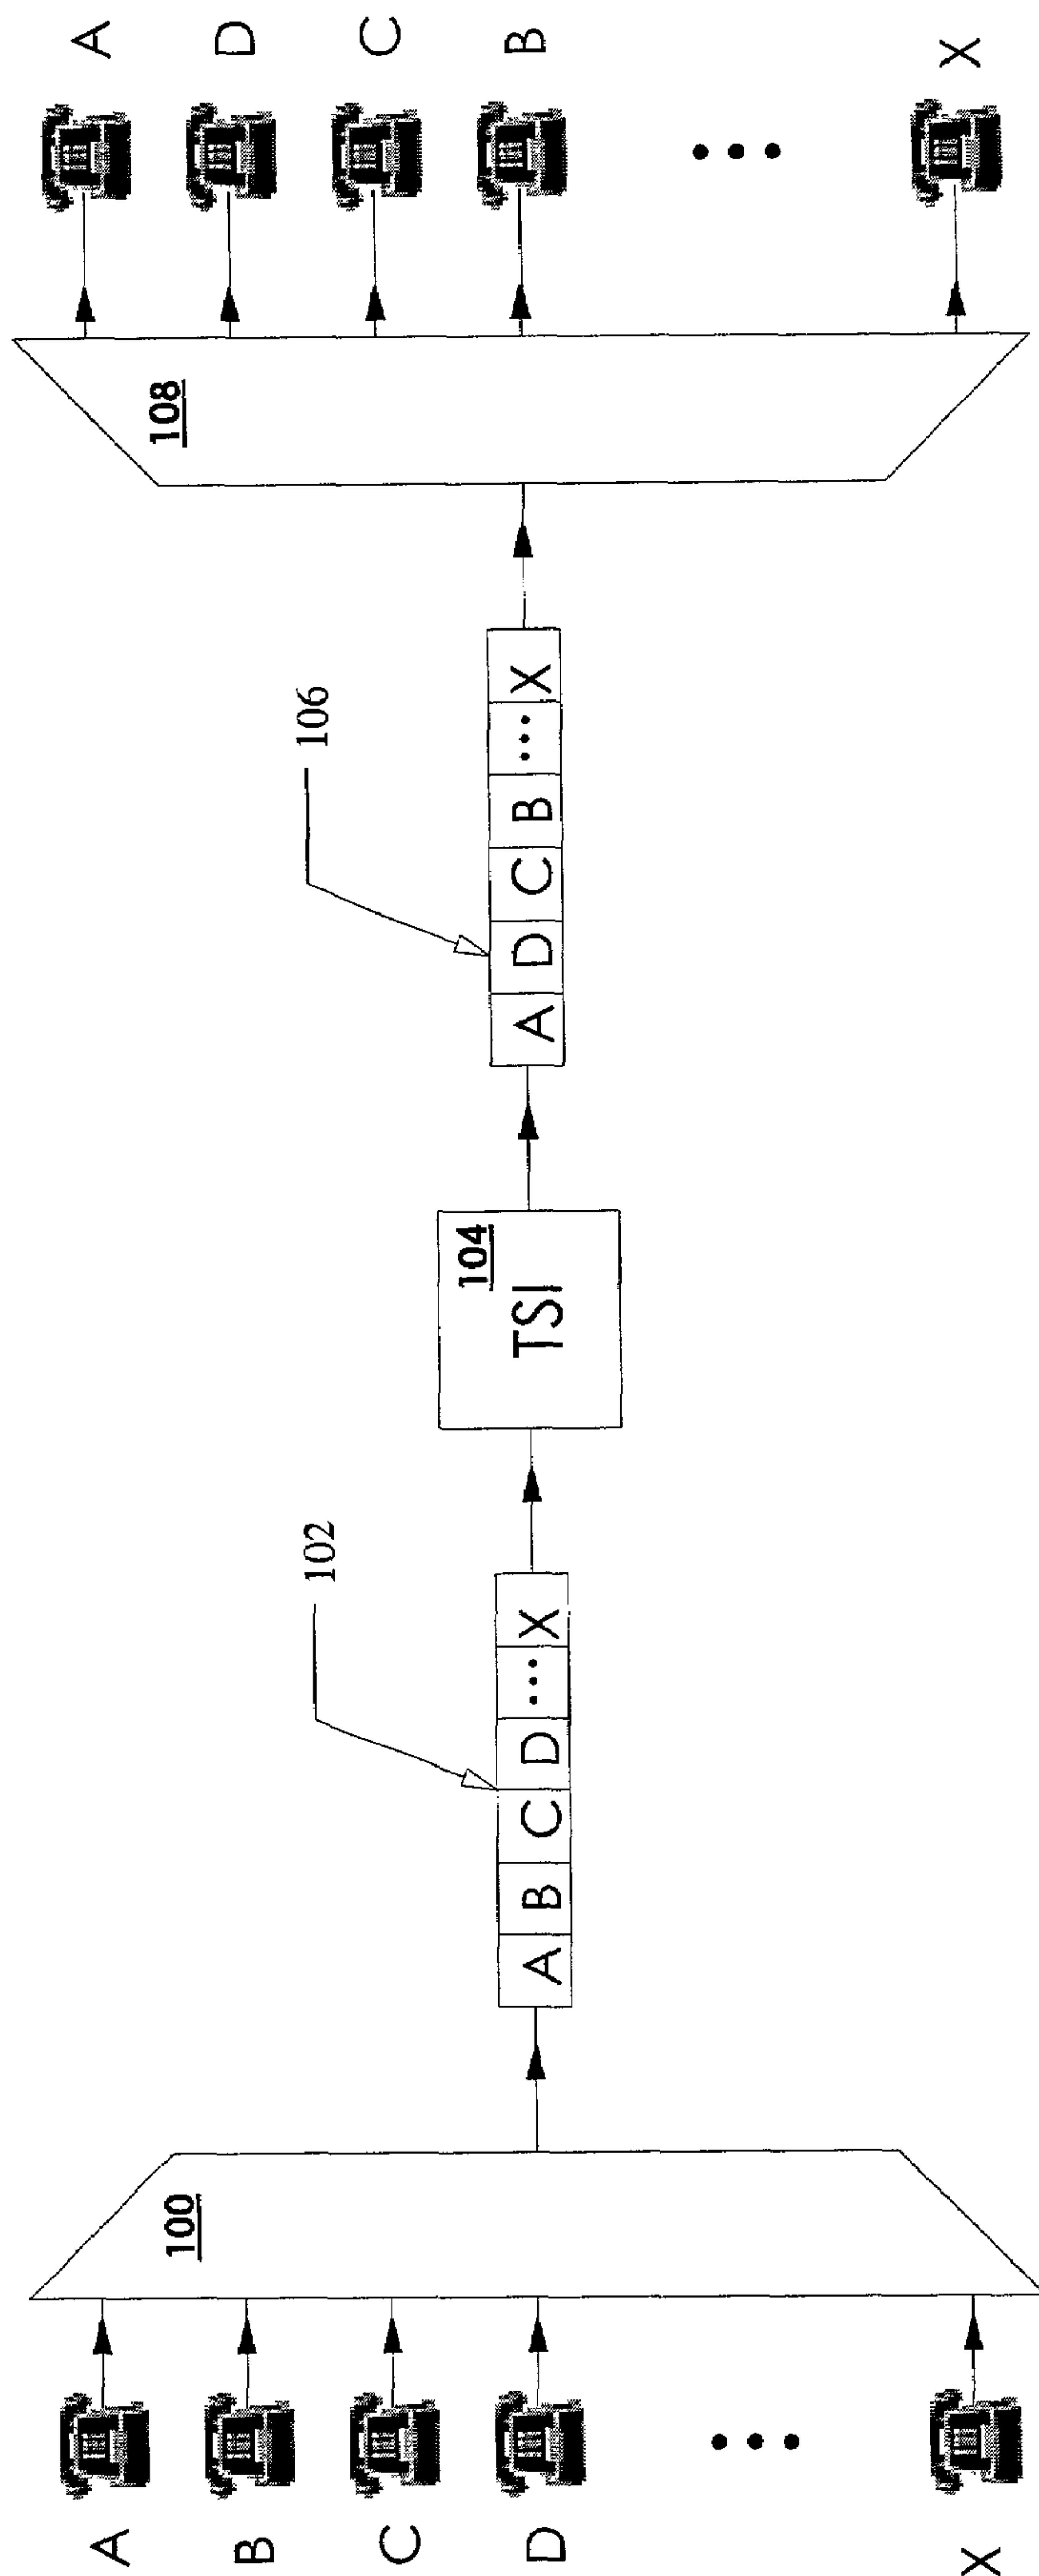 A
B
C
D
•••
X
100
102
A B C D ••• X
104
TSI
106
A D C B ••• X
108
A
D
C
B
•••
X